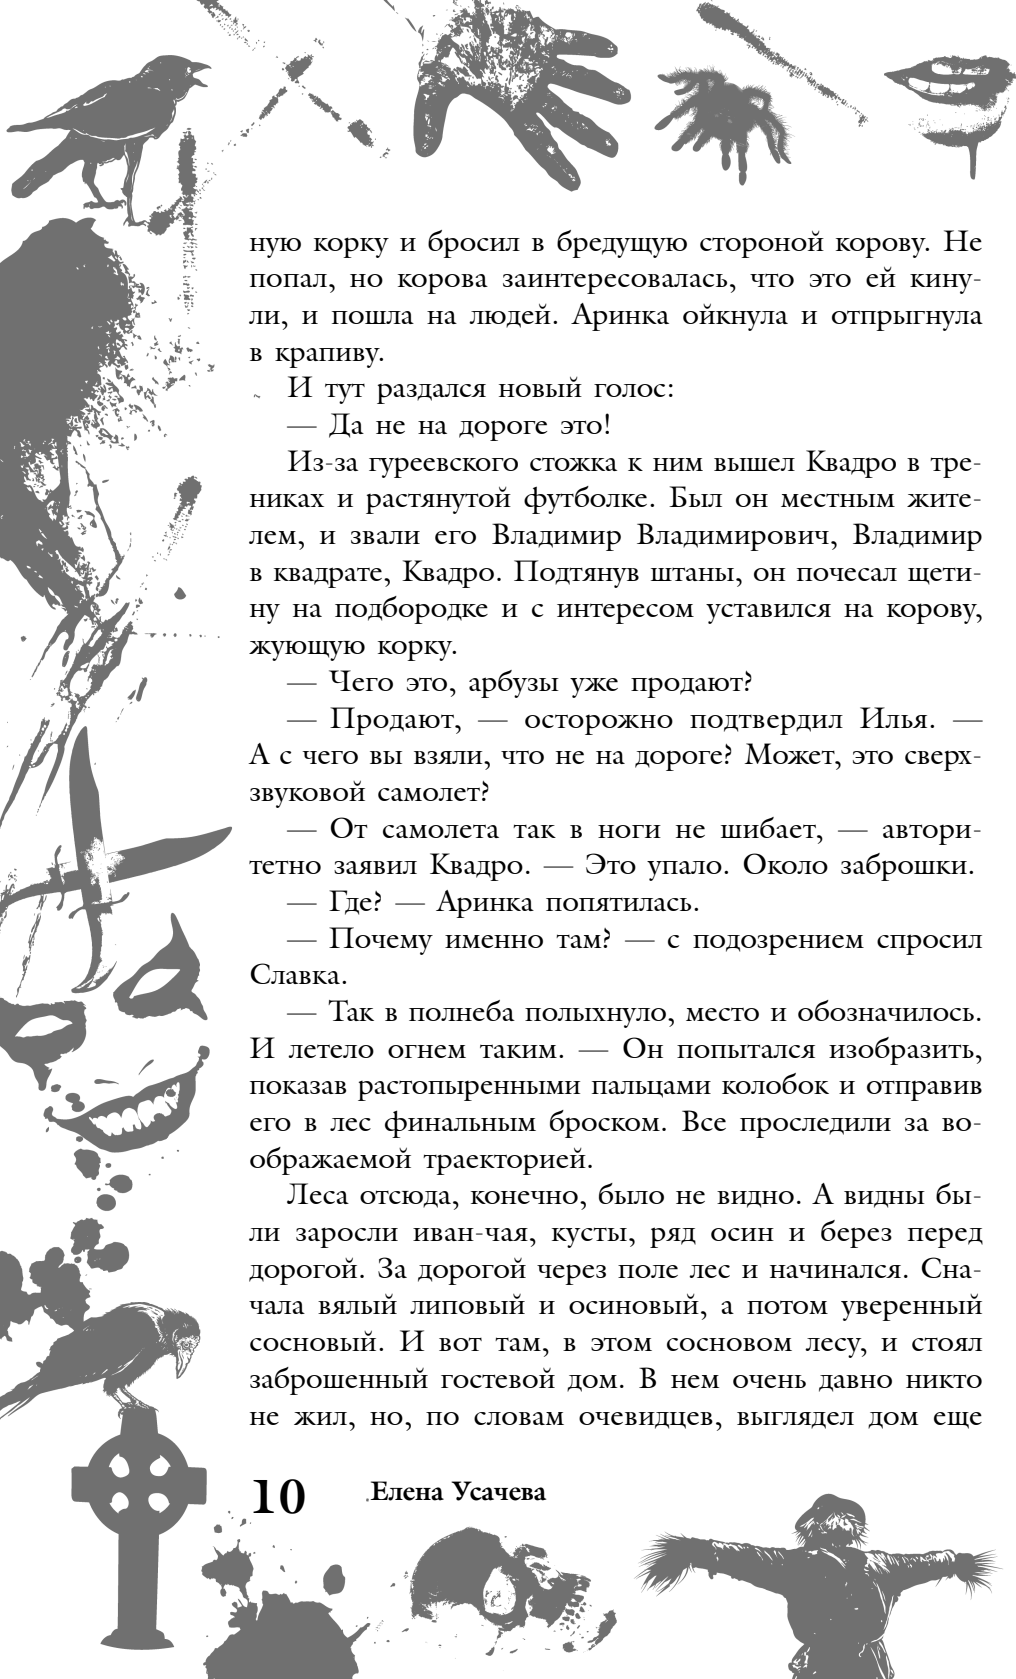 ную корку и бросил в бредущую стороной корову. Не
попал, но корова заинтересовалась, что это ей кину-
ли, и пошла на людей. Аринка ойкнула и отпрыгнула
в крапиву.
И тут раздался новый голос:
— Да не на дороге это!
Из-за гуреевского стожка к ним вышел Квадро в тре-
никах и растянутой футболке. Был он местным жите-
лем, и звали его Владимир Владимирович, Владимир
в квадрате, Квадро. Подтянув штаны, он почесал щети-
ну на подбородке и с интересом уставился на корову,
жующую корку.
— Чего это, арбузы уже продают?
— Продают, — осторожно подтвердил Илья. —
А с чего вы взяли, что не на дороге? Может, это сверх-
звуковой самолет?
— От самолета так в ноги не шибает, — автори-
тетно заявил Квадро. — Это упало. Около заброшки.
— Где? — Аринка попятилась.
— Почему именно там? — с подозрением спросил
Славка.
— Так в полнеба полыхнуло, место и обозначилось.
И летело огнем таким. — Он попытался изобразить,
показав растопыренными пальцами колобок и отправив
его в лес финальным броском. Все проследили за во-
ображаемой траекторией.
Леса отсюда, конечно, было не видно. А видны бы-
ли заросли иван-чая, кусты, ряд осин и берез перед
дорогой. За дорогой через поле лес и начинался. Сна-
чала вялый липовый и осиновый, а потом уверенный
сосновый. И вот там, в этом сосновом лесу, и стоял
заброшенный гостевой дом. В нем очень давно никто
не жил, но, по словам очевидцев, выглядел дом еще
10 Елена Усачева